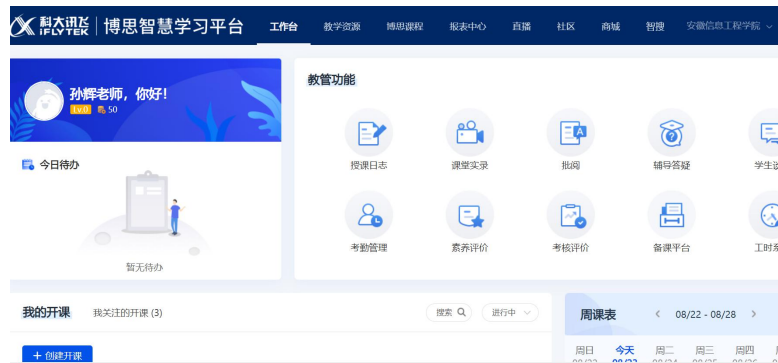 科大讯飞 iFLYTEK 博思智慧学习平台 工作台 教学资源 博思课程 报表中心 直播 社区 商城 智搜 安徽信息工程学院
孙辉老师，你好！
Lv.0 50
今日待办
暂无待办
教管功能
授课日志 课堂实录 批阅 辅导答疑
考勤管理 素养评价 考核评价 备课平台
我的开课 我关注的开课 (3) 搜索 进行中
+ 创建开课
周课表 08/22 - 08/28
周日 今天 周二 周三 周四